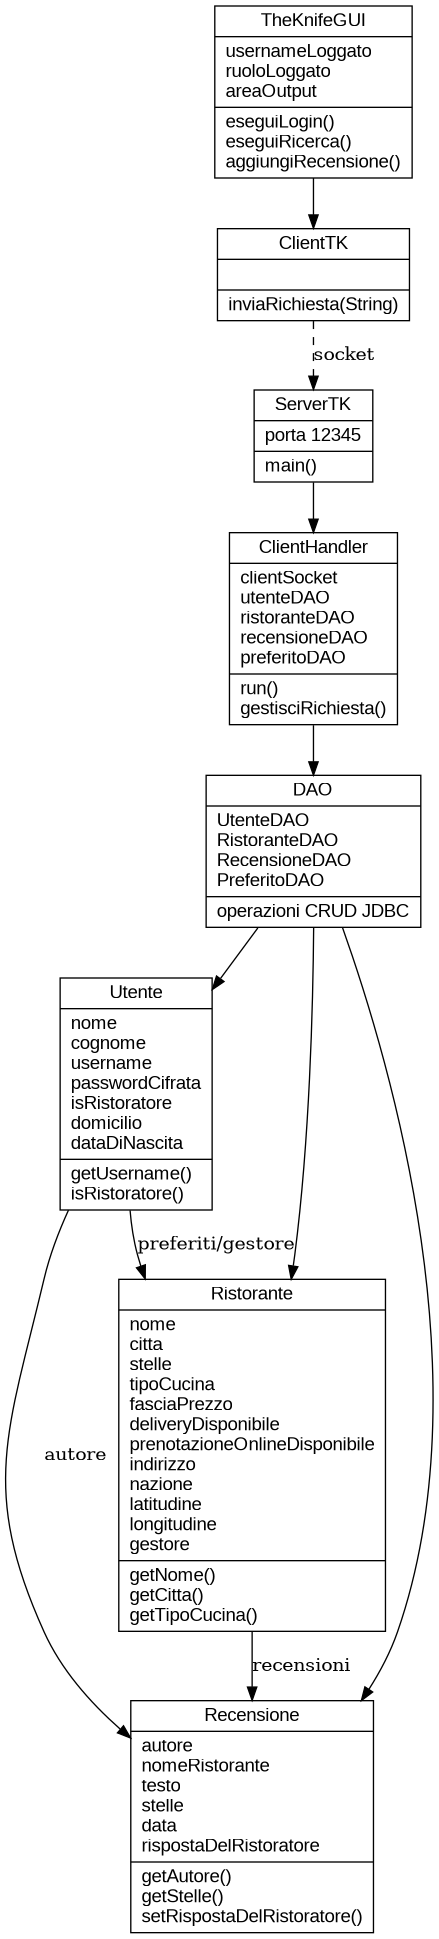 TheKnifeGUI
usernameLoggato
ruoloLoggato
areaOutput
eseguiLogin()
eseguiRicerca()
aggiungiRecensione()
ClientTK
inviaRichiesta(String)
socket
ServerTK
porta 12345
main()
ClientHandler
clientSocket
utenteDAO
ristoranteDAO
recensioneDAO
preferitoDAO
run()
gestisciRichiesta()
DAO
UtenteDAO
RistoranteDAO
RecensioneDAO
PreferitoDAO
operazioni CRUD JDBC
Utente
nome
cognome
username
passwordCifrata
isRistoratore
domicilio
dataDiNascita
getUsername()
isRistoratore()
preferiti/gestore
Ristorante
nome
citta
stelle
tipoCucina
fasciaPrezzo
deliveryDisponibile
prenotazioneOnlineDisponibile
indirizzo
nazione
latitudine
longitudine
gestore
getNome()
getCitta()
getTipoCucina()
autore
recensioni
Recensione
autore
nomeRistorante
testo
stelle
data
rispostaDelRistoratore
getAutore()
getStelle()
setRispostaDelRistoratore()